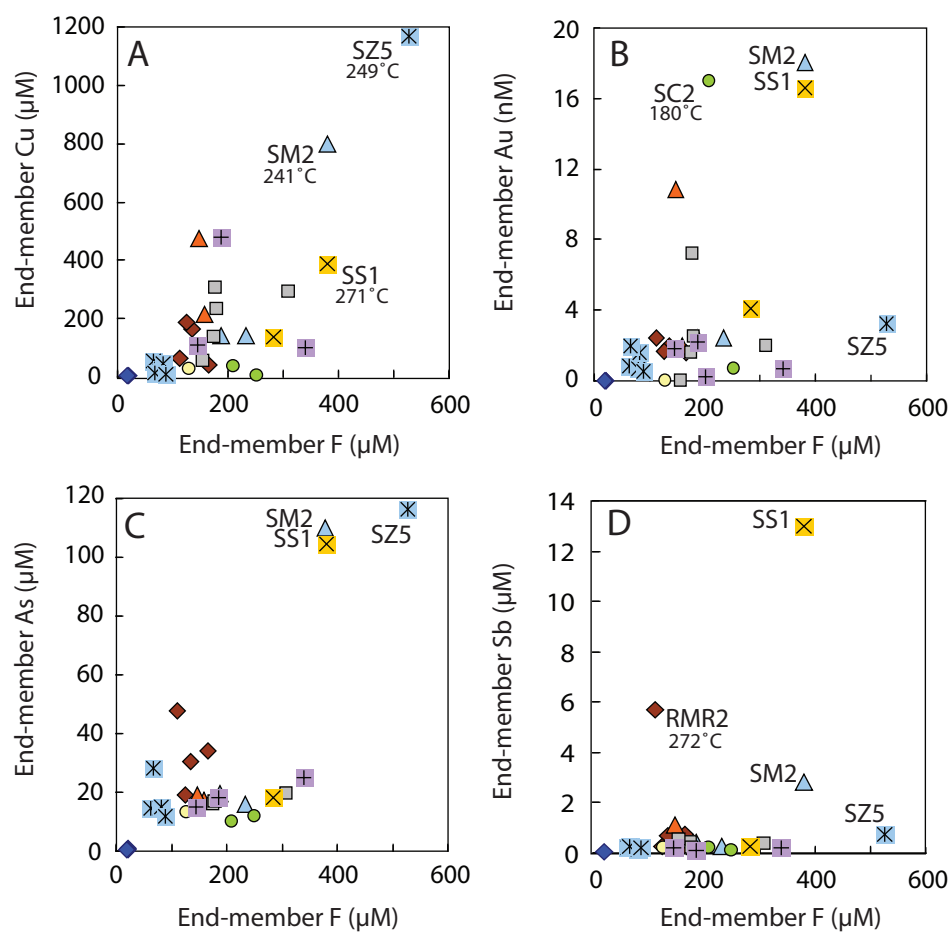 A
1200
1000
800
600
400
200
0
End-member Cu (µM)
SZ5
249˚C
SM2
241˚C
SS1
271˚C
0 200 400 600
End-member F (µM)
B
20
16
12
8
4
0
End-member Au (nM)
SM2
SS1
SC2
180˚C
SZ5
0 200 400 600
End-member F (µM)
C
120
100
80
60
40
20
0
End-member As (µM)
SM2
SS1
SZ5
0 200 400 600
End-member F (µM)
D
14
12
10
8
6
4
2
0
End-member Sb (µM)
SS1
RMR2
272˚C
SM2
SZ5
0 200 400 600
End-member F (µM)